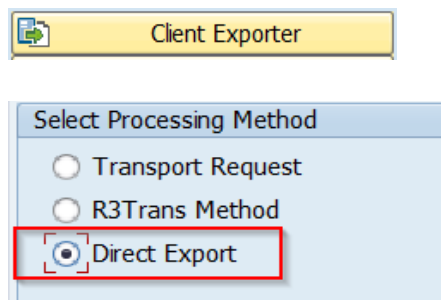 Client Exporter
Select Processing Method
Transport Request
R3Trans Method
Direct Export